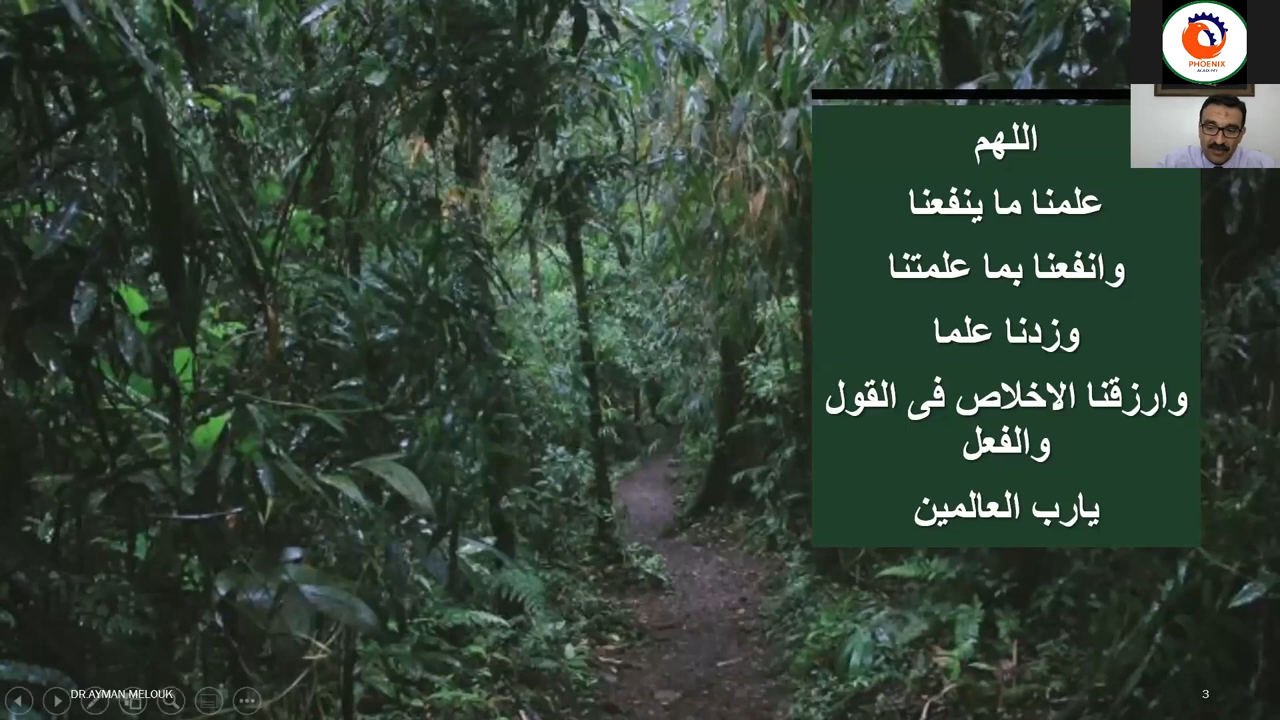 PHOENIX
ACADEMY
اللهم
علمنا ما ينفعنا
وانفعنا بما علمتنا
وزدنا علما
وارزقنا الاخلاص فى القول
والفعل
يارب العالمين
DR.AYMAN MELOUK
3